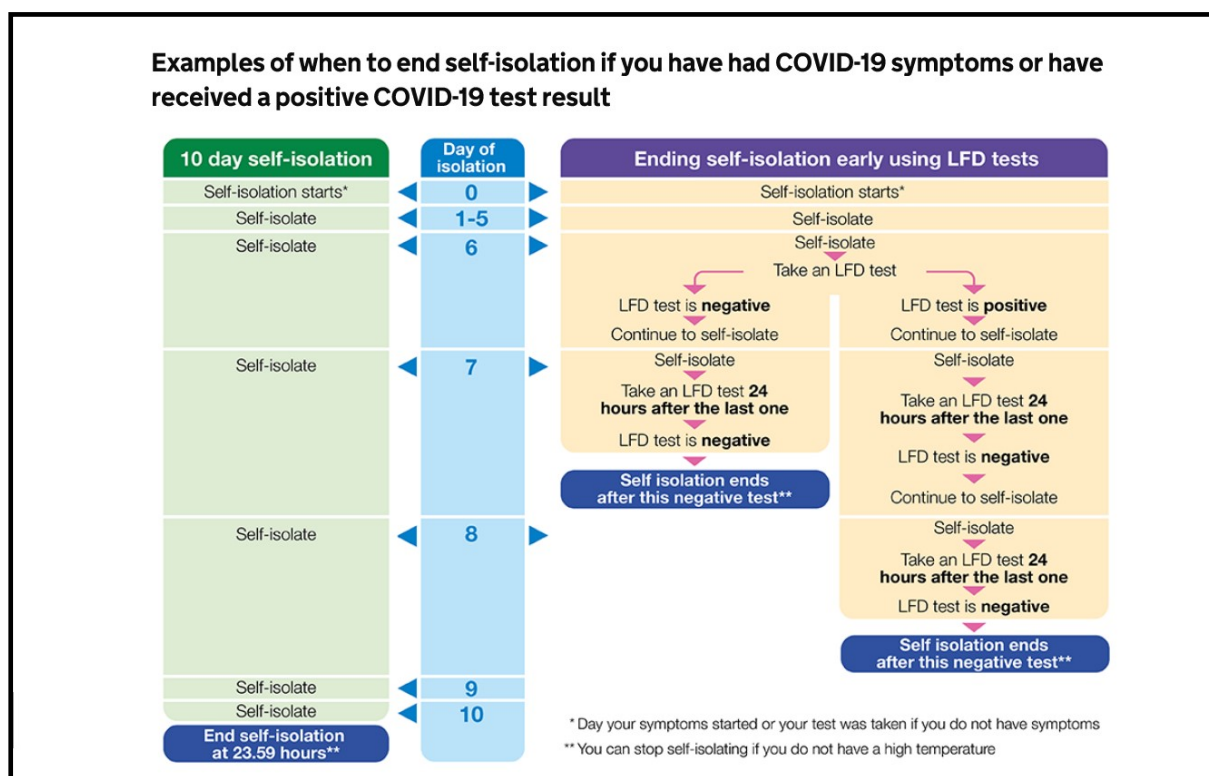 Examples of when to end self-isolation if you have had COVID-19 symptoms or have
received a positive COVID-19 test result
10 day self-isolation
Day of
isolation
Ending self-isolation early using LFD tests
Self-isolation starts*
0
Self-isolation starts*
Self-isolate
1-5
Self-isolate
Self-isolate
6
Self-isolate
Take an LFD test
LFD test is negative
Continue to self-isolate
LFD test is positive
Continue to self-isolate
Self-isolate
7
Self-isolate
Take an LFD test 24
hours after the last one
LFD test is negative
Self isolation ends
after this negative test**
Self-isolate
Take an LFD test 24
hours after the last one
LFD test is negative
Continue to self-isolate
Self-isolate
8
Self-isolate
Take an LFD test 24
hours after the last one
LFD test is negative
Self isolation ends
after this negative test**
Self-isolate
9
Self-isolate
10
End self-isolation
at 23.59 hours**
* Day your symptoms started or your test was taken if you do not have symptoms
** You can stop self-isolating if you do not have a high temperature